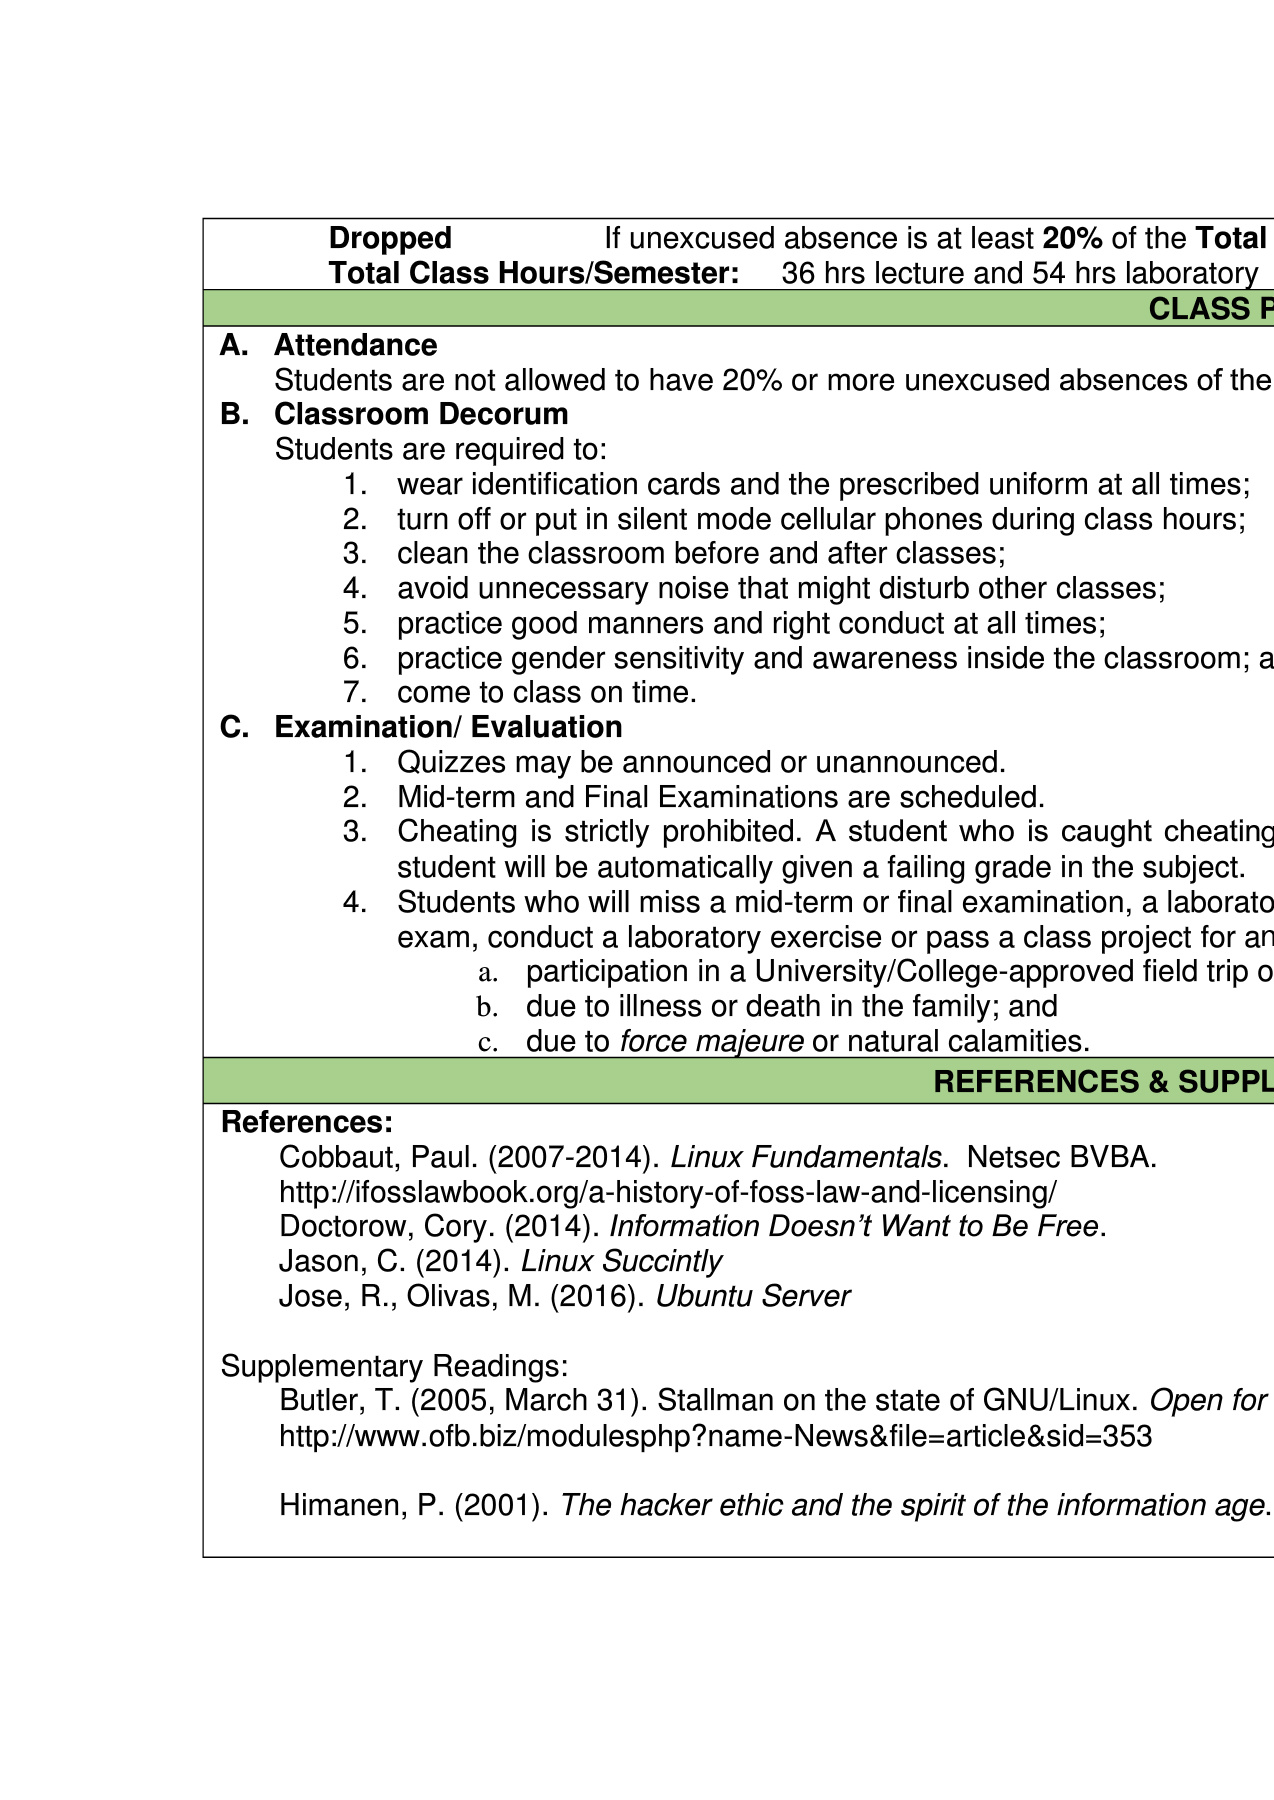 Dropped If unexcused absence is at least 20% of the Total
Total Class Hours/Semester: 36 hrs lecture and 54 hrs laboratory
CLASS P
A. Attendance
Students are not allowed to have 20% or more unexcused absences of the
B. Classroom Decorum
Students are required to:
1. wear identification cards and the prescribed uniform at all times;
2. turn off or put in silent mode cellular phones during class hours;
3. clean the classroom before and after classes;
4. avoid unnecessary noise that might disturb other classes;
5. practice good manners and right conduct at all times;
6. practice gender sensitivity and awareness inside the classroom; a
7. come to class on time.
C. Examination/ Evaluation
1. Quizzes may be announced or unannounced.
2. Mid-term and Final Examinations are scheduled.
3. Cheating is strictly prohibited. A student who is caught cheating
student will be automatically given a failing grade in the subject.
4. Students who will miss a mid-term or final examination, a laborato
exam, conduct a laboratory exercise or pass a class project for an
a. participation in a University/College-approved field trip o
b. due to illness or death in the family; and
c. due to force majeure or natural calamities.
REFERENCES & SUPPL
References:
Cobbaut, Paul. (2007-2014). Linux Fundamentals. Netsec BVBA.
http://ifosslawbook.org/a-history-of-foss-law-and-licensing/
Doctorow, Cory. (2014). Information Doesn’t Want to Be Free.
Jason, C. (2014). Linux Succintly
Jose, R., Olivas, M. (2016). Ubuntu Server
Supplementary Readings:
Butler, T. (2005, March 31). Stallman on the state of GNU/Linux. Open for
http://www.ofb.biz/modulesphp?name-News&file=article&sid=353
Himanen, P. (2001). The hacker ethic and the spirit of the information age.